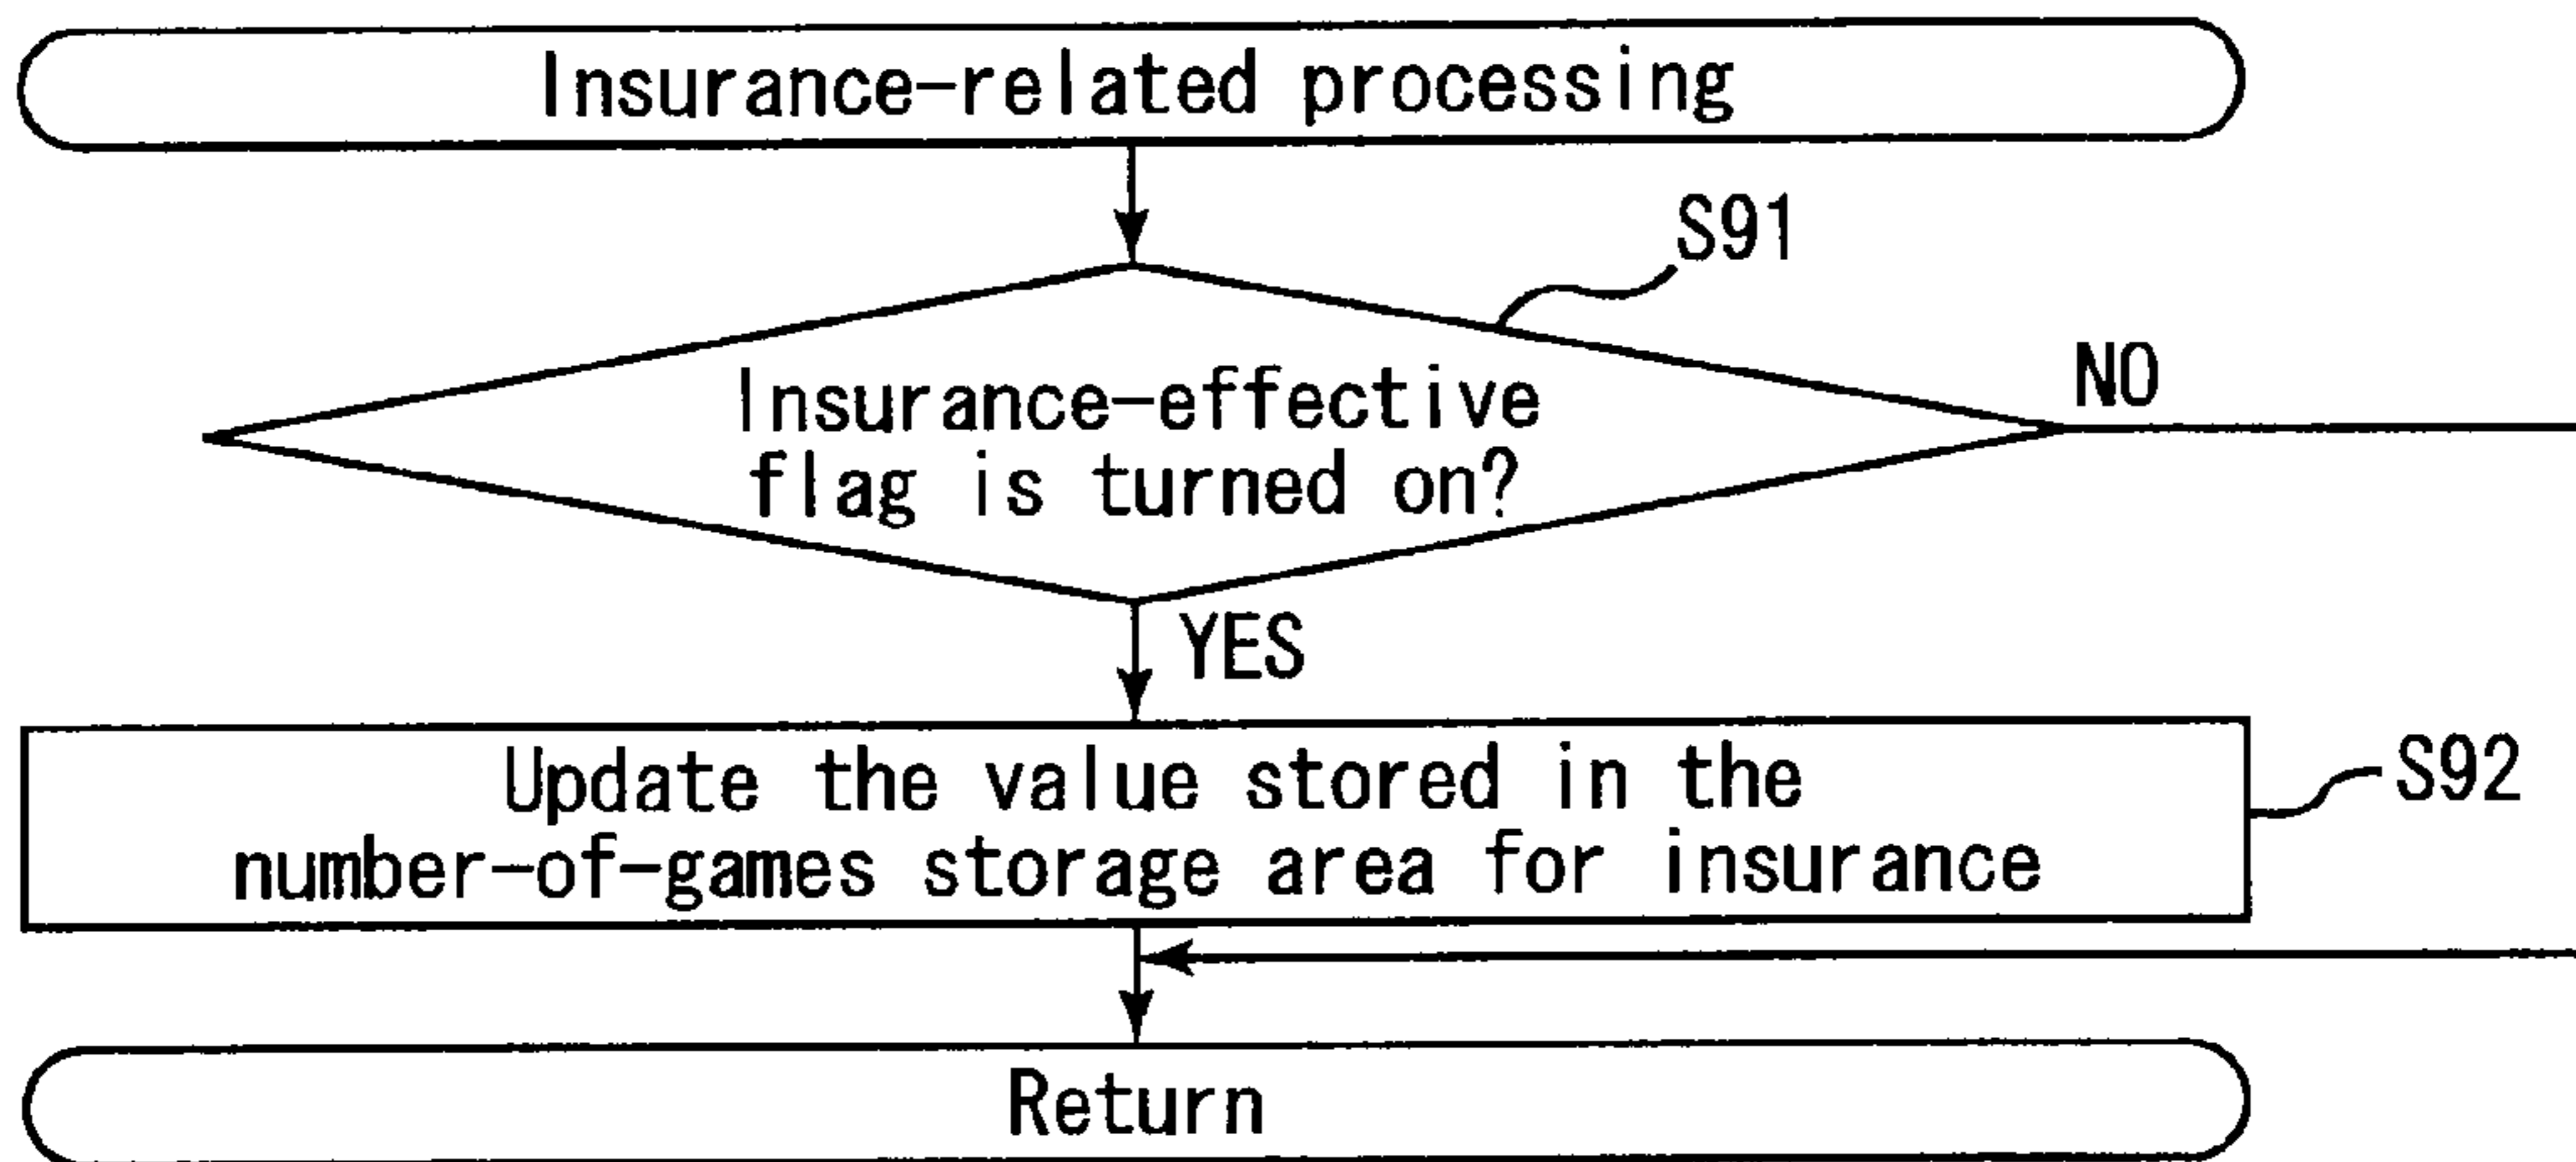 Insurance-related processing
S91
Insurance-effective
flag is turned on?
NO
YES
Update the value stored in the
number-of-games storage area for insurance
S92
Return